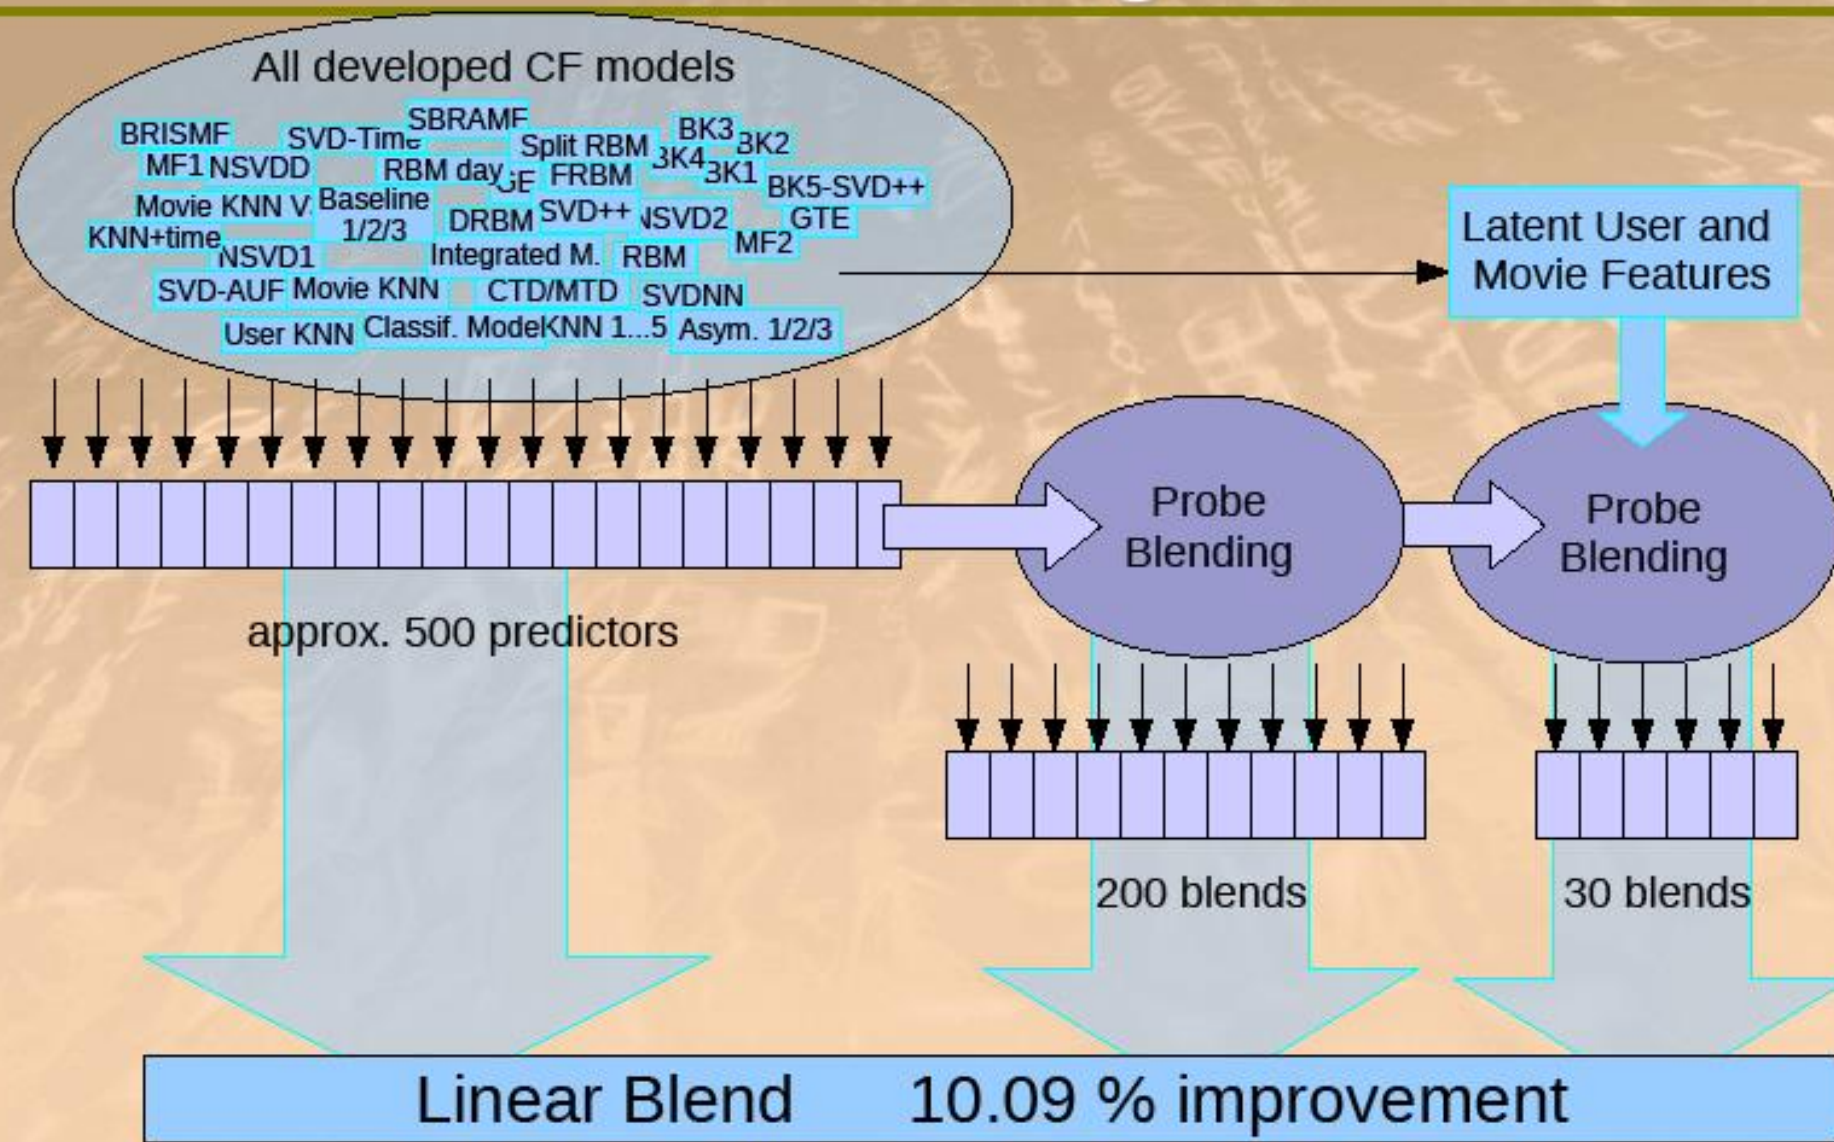 All developed CF models
SBRAMF
BRISMF
SVD-Time
BK3
BK2
Split RBM
BK4
MF1
NSVDD
RBM day
FRBM
BK1
BK5-SVD++
Movie KNN V
Baseline
1/2/3
DRBM
SVD++
NSVD2
GTE
KNN+time
NSVD1
Integrated M.
RBM
MF2
SVD-AUF
Movie KNN
CTD/MTD
SVDNN
User KNN
Classif. Model
KNN 1...5
Asym. 1/2/3
Latent User and
Movie Features
Probe
Blending
Probe
Blending
approx. 500 predictors
200 blends
30 blends
Linear Blend 10.09 % improvement